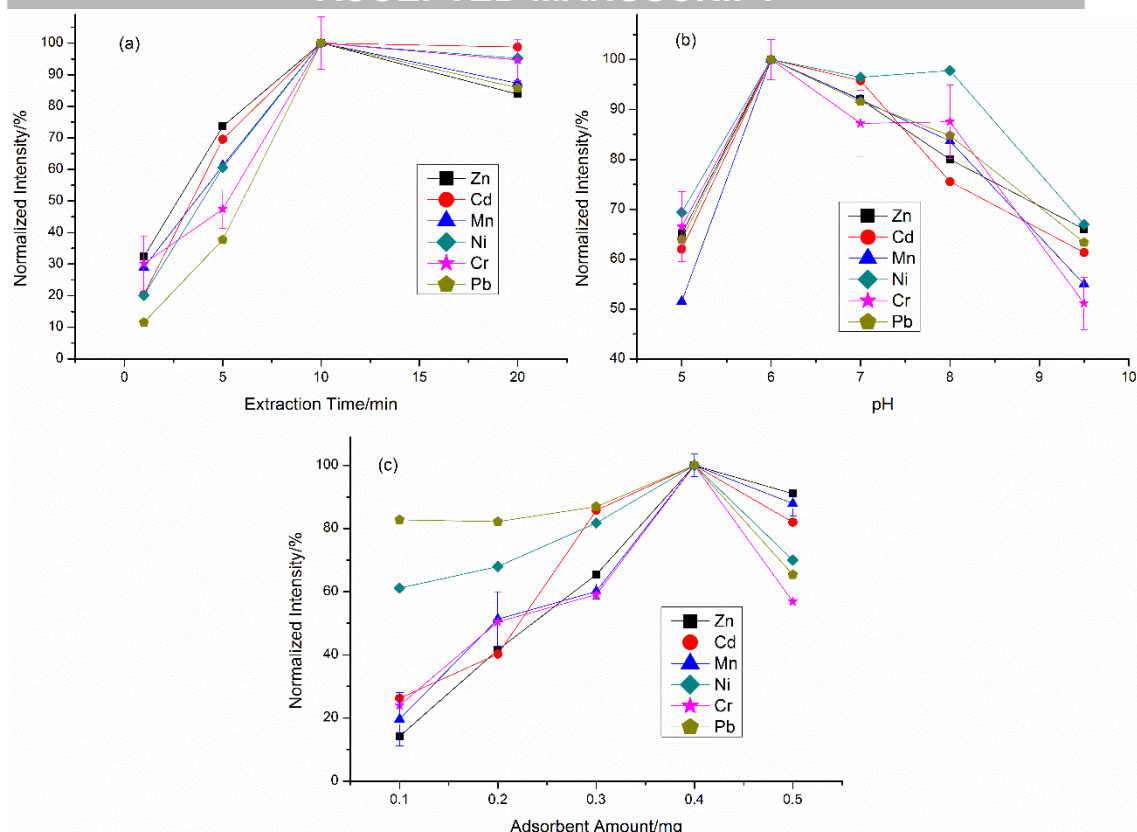 (a)
Normalized Intensity/%
100
90
80
70
60
50
40
30
20
10
0
Zn
Cd
Mn
Ni
Cr
Pb
0 5 10 15 20
Extraction Time/min
(b)
Normalized Intensity/%
100
90
80
70
60
50
40
Zn
Cd
Mn
Ni
Cr
Pb
5 6 7 8 9 10
pH
(c)
Normalized Intensity/%
100
80
60
40
20
0
Zn
Cd
Mn
Ni
Cr
Pb
0.1 0.2 0.3 0.4 0.5
Adsorbent Amount/mg